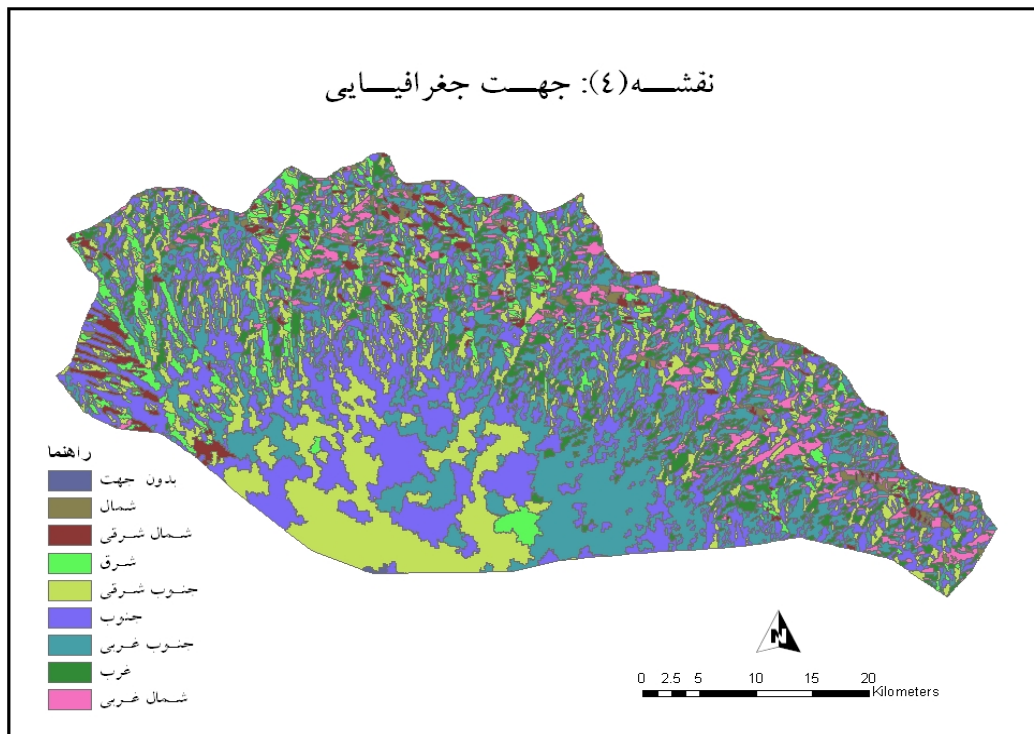 نقشه(٤): جهت جغرافیایی
راهنما
بدون جهت
شمال
شمال شرقی
شرق
جنوب شرقی
جنوب
جنوب غربی
غرب
شمال غربی
N
0 2.5 5 10 15 20
Kilometers